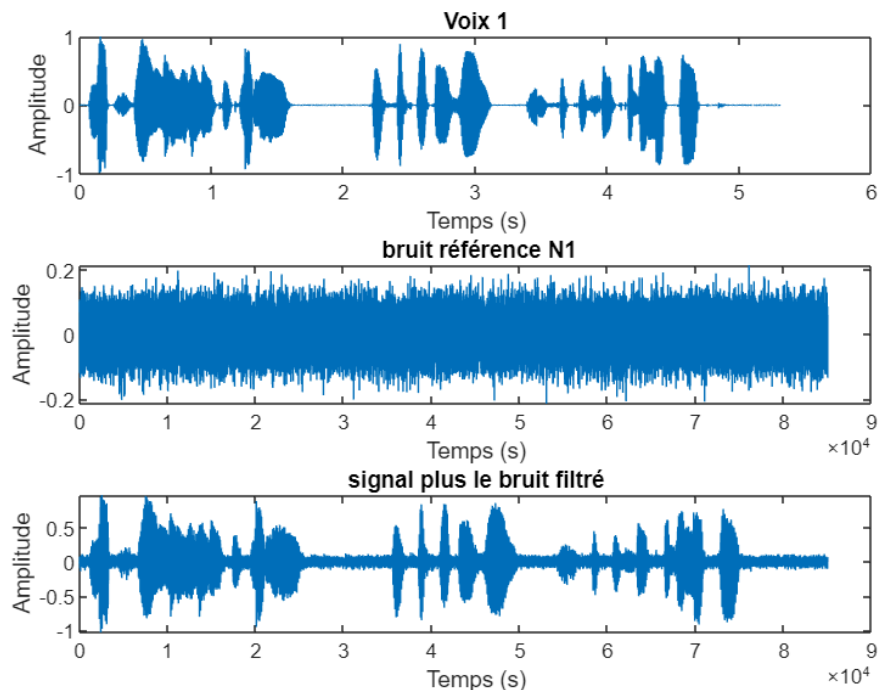 Voix 1
1
0
-1
Amplitude
0 1 2 3 4 5 6
Temps (s)
bruit référence N1
0.2
0
-0.2
Amplitude
0 1 2 3 4 5 6 7 8 9
×10⁴
Temps (s)
signal plus le bruit filtré
0.5
0
-0.5
-1
Amplitude
0 1 2 3 4 5 6 7 8 9
×10⁴
Temps (s)